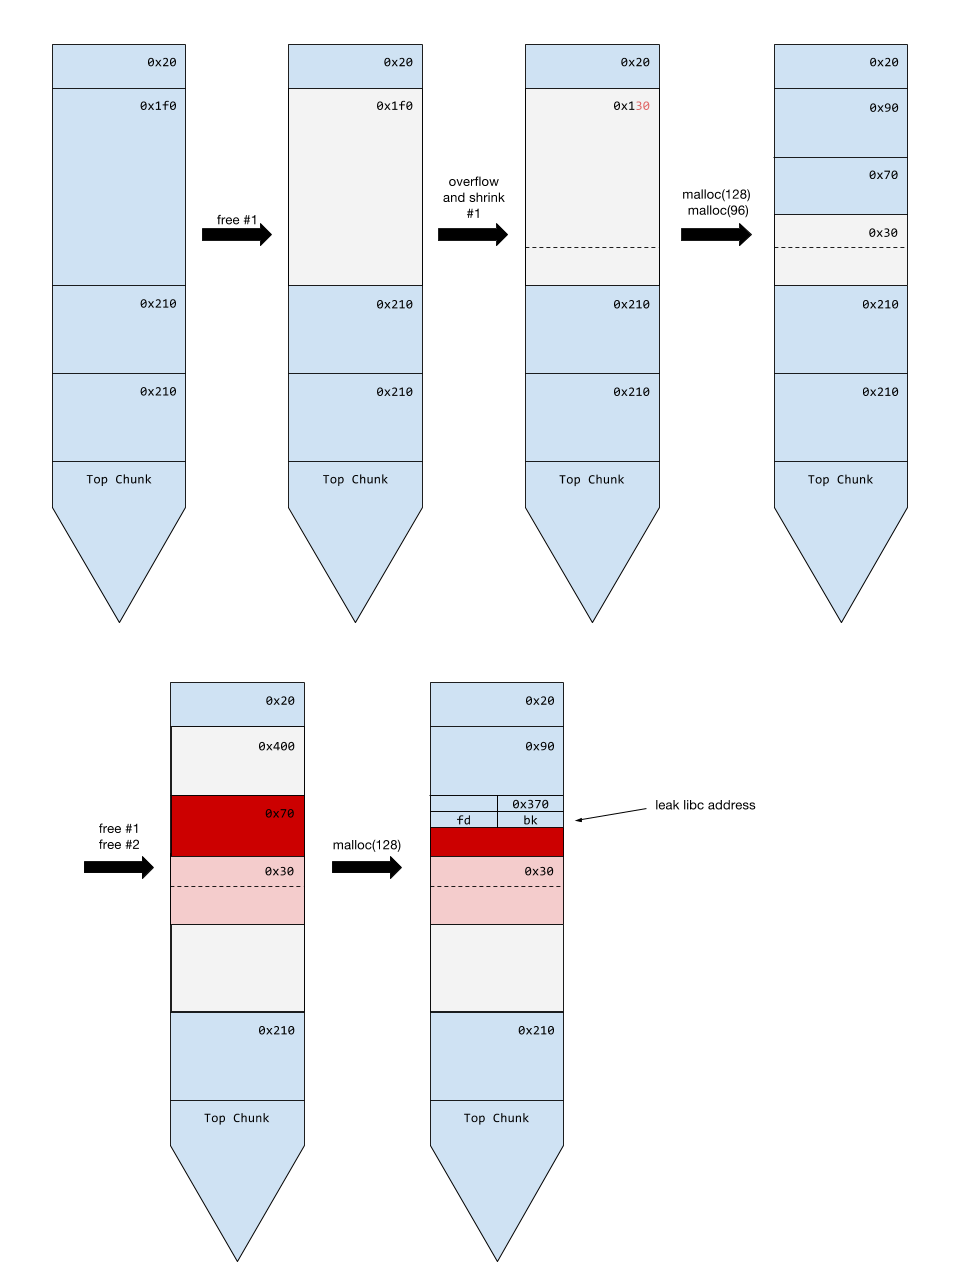 0x20
0x1f0
0x210
0x210
Top Chunk
free #1
0x20
0x1f0
0x210
0x210
Top Chunk
overflow
and shrink
#1
0x20
0x130
0x210
0x210
Top Chunk
malloc(128)
malloc(96)
0x20
0x90
0x70
0x30
0x210
0x210
Top Chunk
free #1
free #2
0x20
0x400
0x70
0x30
0x210
Top Chunk
malloc(128)
0x20
0x90
0x370
fd bk
0x30
0x210
Top Chunk
leak libc address